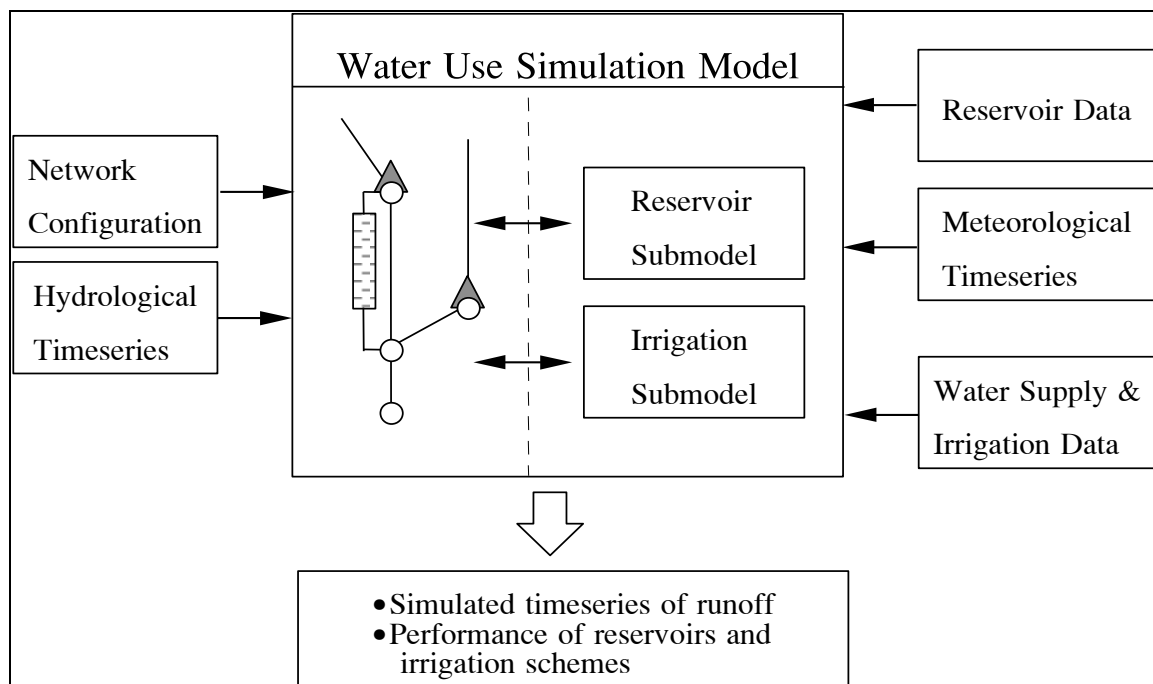 Water Use Simulation Model
Network
Configuration
Hydrological
Timeseries
Reservoir
Submodel
Irrigation
Submodel
Reservoir Data
Meteorological
Timeseries
Water Supply &
Irrigation Data
•Simulated timeseries of runoff
•Performance of reservoirs and
irrigation schemes